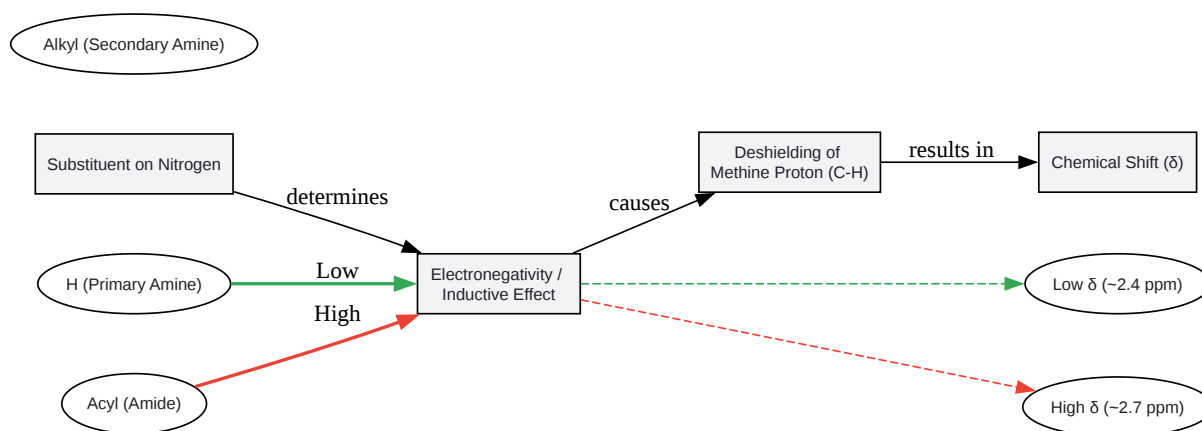 Alkyl (Secondary Amine)
Substituent on Nitrogen
determines
H (Primary Amine)
Low
High
Acyl (Amide)
Electronegativity /
Inductive Effect
causes
Deshielding of
Methine Proton (C-H)
results in
Chemical Shift (δ)
Low δ (~2.4 ppm)
High δ (~2.7 ppm)